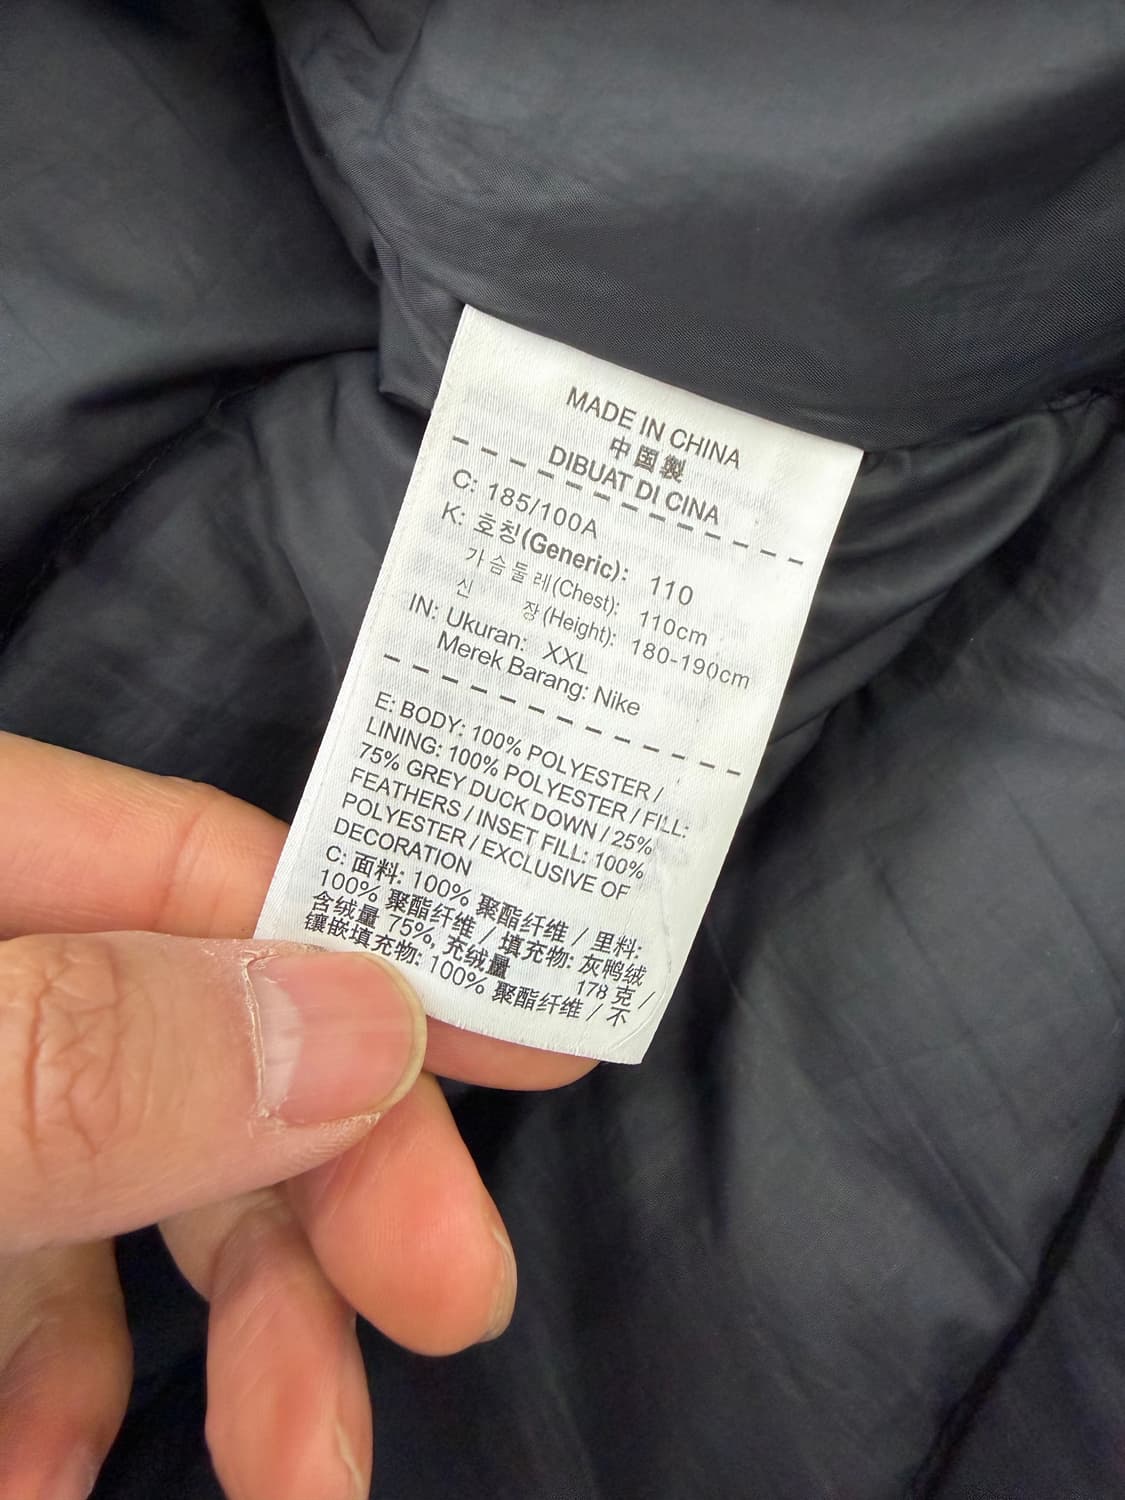 MADE IN CHINA
中国製
DIBUAT DI CINA
C: 185/100A
K: 호칭(Generic): 110
가슴둘레(Chest): 110cm
신 장(Height): 180-190cm
IN: Ukuran: XXL
Merek Barang: Nike
E: BODY: 100% POLYESTER /
LINING: 100% POLYESTER / FILL:
75% GREY DUCK DOWN / 25%
FEATHERS / INSET FILL: 100%
POLYESTER / EXCLUSIVE OF
DECORATION
C: 面料: 100% 聚酯纤维 / 里料:
100% 聚酯纤维 / 填充物: 灰鸭绒
含绒量 75%, 充绒量 178 克 /
镶嵌填充物: 100% 聚酯纤维 / 不